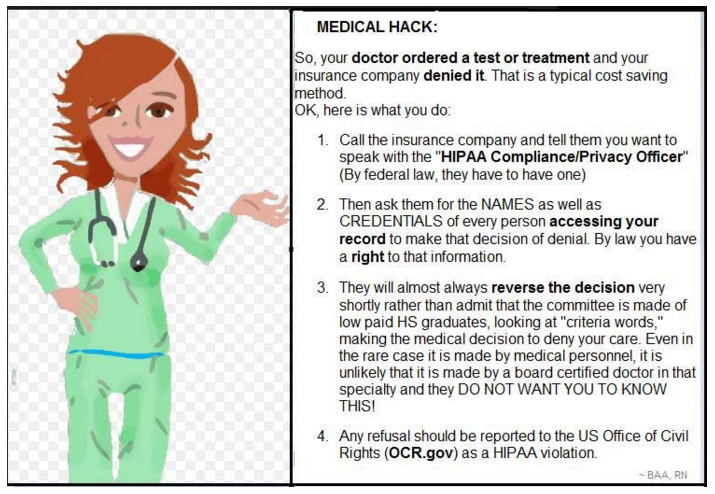 MEDICAL HACK:
So, your doctor ordered a test or treatment and your
insurance company denied it. That is a typical cost saving
method.
OK, here is what you do:
1. Call the insurance company and tell them you want to
speak with the "HIPAA Compliance/Privacy Officer"
(By federal law, they have to have one)
2. Then ask them for the NAMES as well as
CREDENTIALS of every person accessing your
record to make that decision of denial. By law you have
a right to that information.
3. They will almost always reverse the decision very
shortly rather than admit that the committee is made of
low paid HS graduates, looking at "criteria words,"
making the medical decision to deny your care. Even in
the rare case it is made by medical personnel, it is
unlikely that it is made by a board certified doctor in that
specialty and they DO NOT WANT YOU TO KNOW
THIS!
4. Any refusal should be reported to the US Office of Civil
Rights (OCR.gov) as a HIPAA violation.
~ BAA, RN